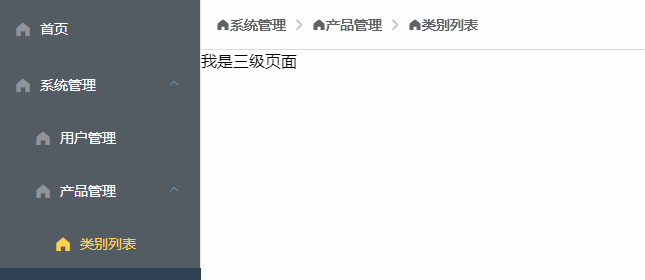 首页
系统管理
用户管理
产品管理
类别列表
系统管理 > 产品管理 > 类别列表
我是三级页面